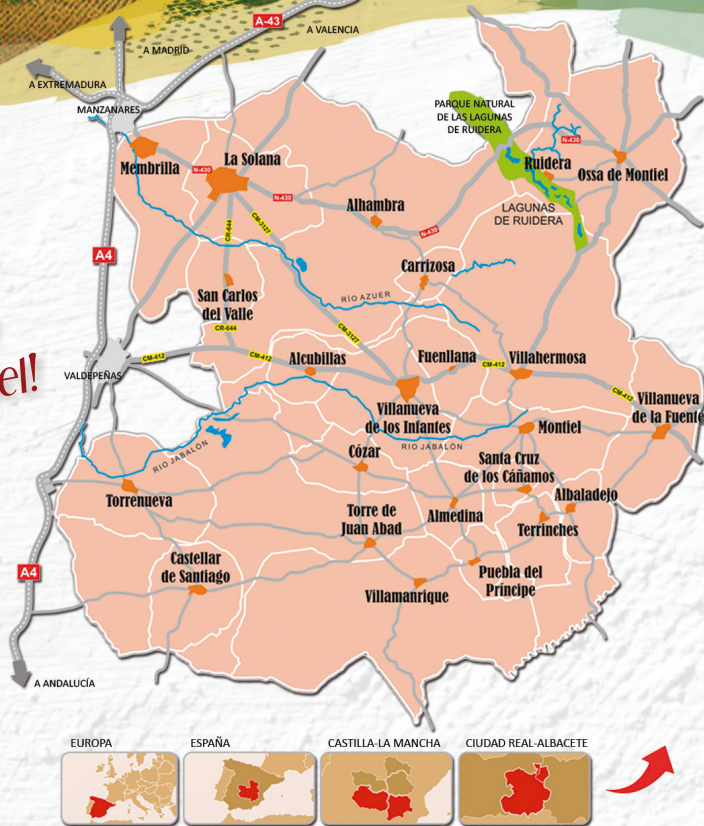 A-43
A VALENCIA
A MADRID
A EXTREMADURA
MANZANARES
PARQUE NATURAL
DE LAS LAGUNAS
DE RUIDERA
Membrilla
N-430
La Solana
N-430
N-430
Ruidera
Ossa de Montiel
Alhambra
LAGUNAS
DE RUIDERA
CR-644
CM-3127
N-430
A4
Carrizosa
San Carlos
del Valle
RÍO AZUER
CR-644
CM-3127
CM-412
CM-412
Alcubillas
Fuenllana
CM-412
Villahermosa
el!
VALDEPEÑAS
CM-412
Villanueva
de la Fuente
Villanueva
de los Infantes
Montiel
RIO JABALÓN
RIO JABALÓN
Cózar
Santa Cruz
de los Cáñamos
Torrenueva
Albaladejo
Torre de
Juan Abad
Almedina
Terrinches
Castellar
de Santiago
A4
Puebla del
Príncipe
Villamanrique
A ANDALUCÍA
EUROPA
ESPAÑA
CASTILLA-LA MANCHA
CIUDAD REAL-ALBACETE